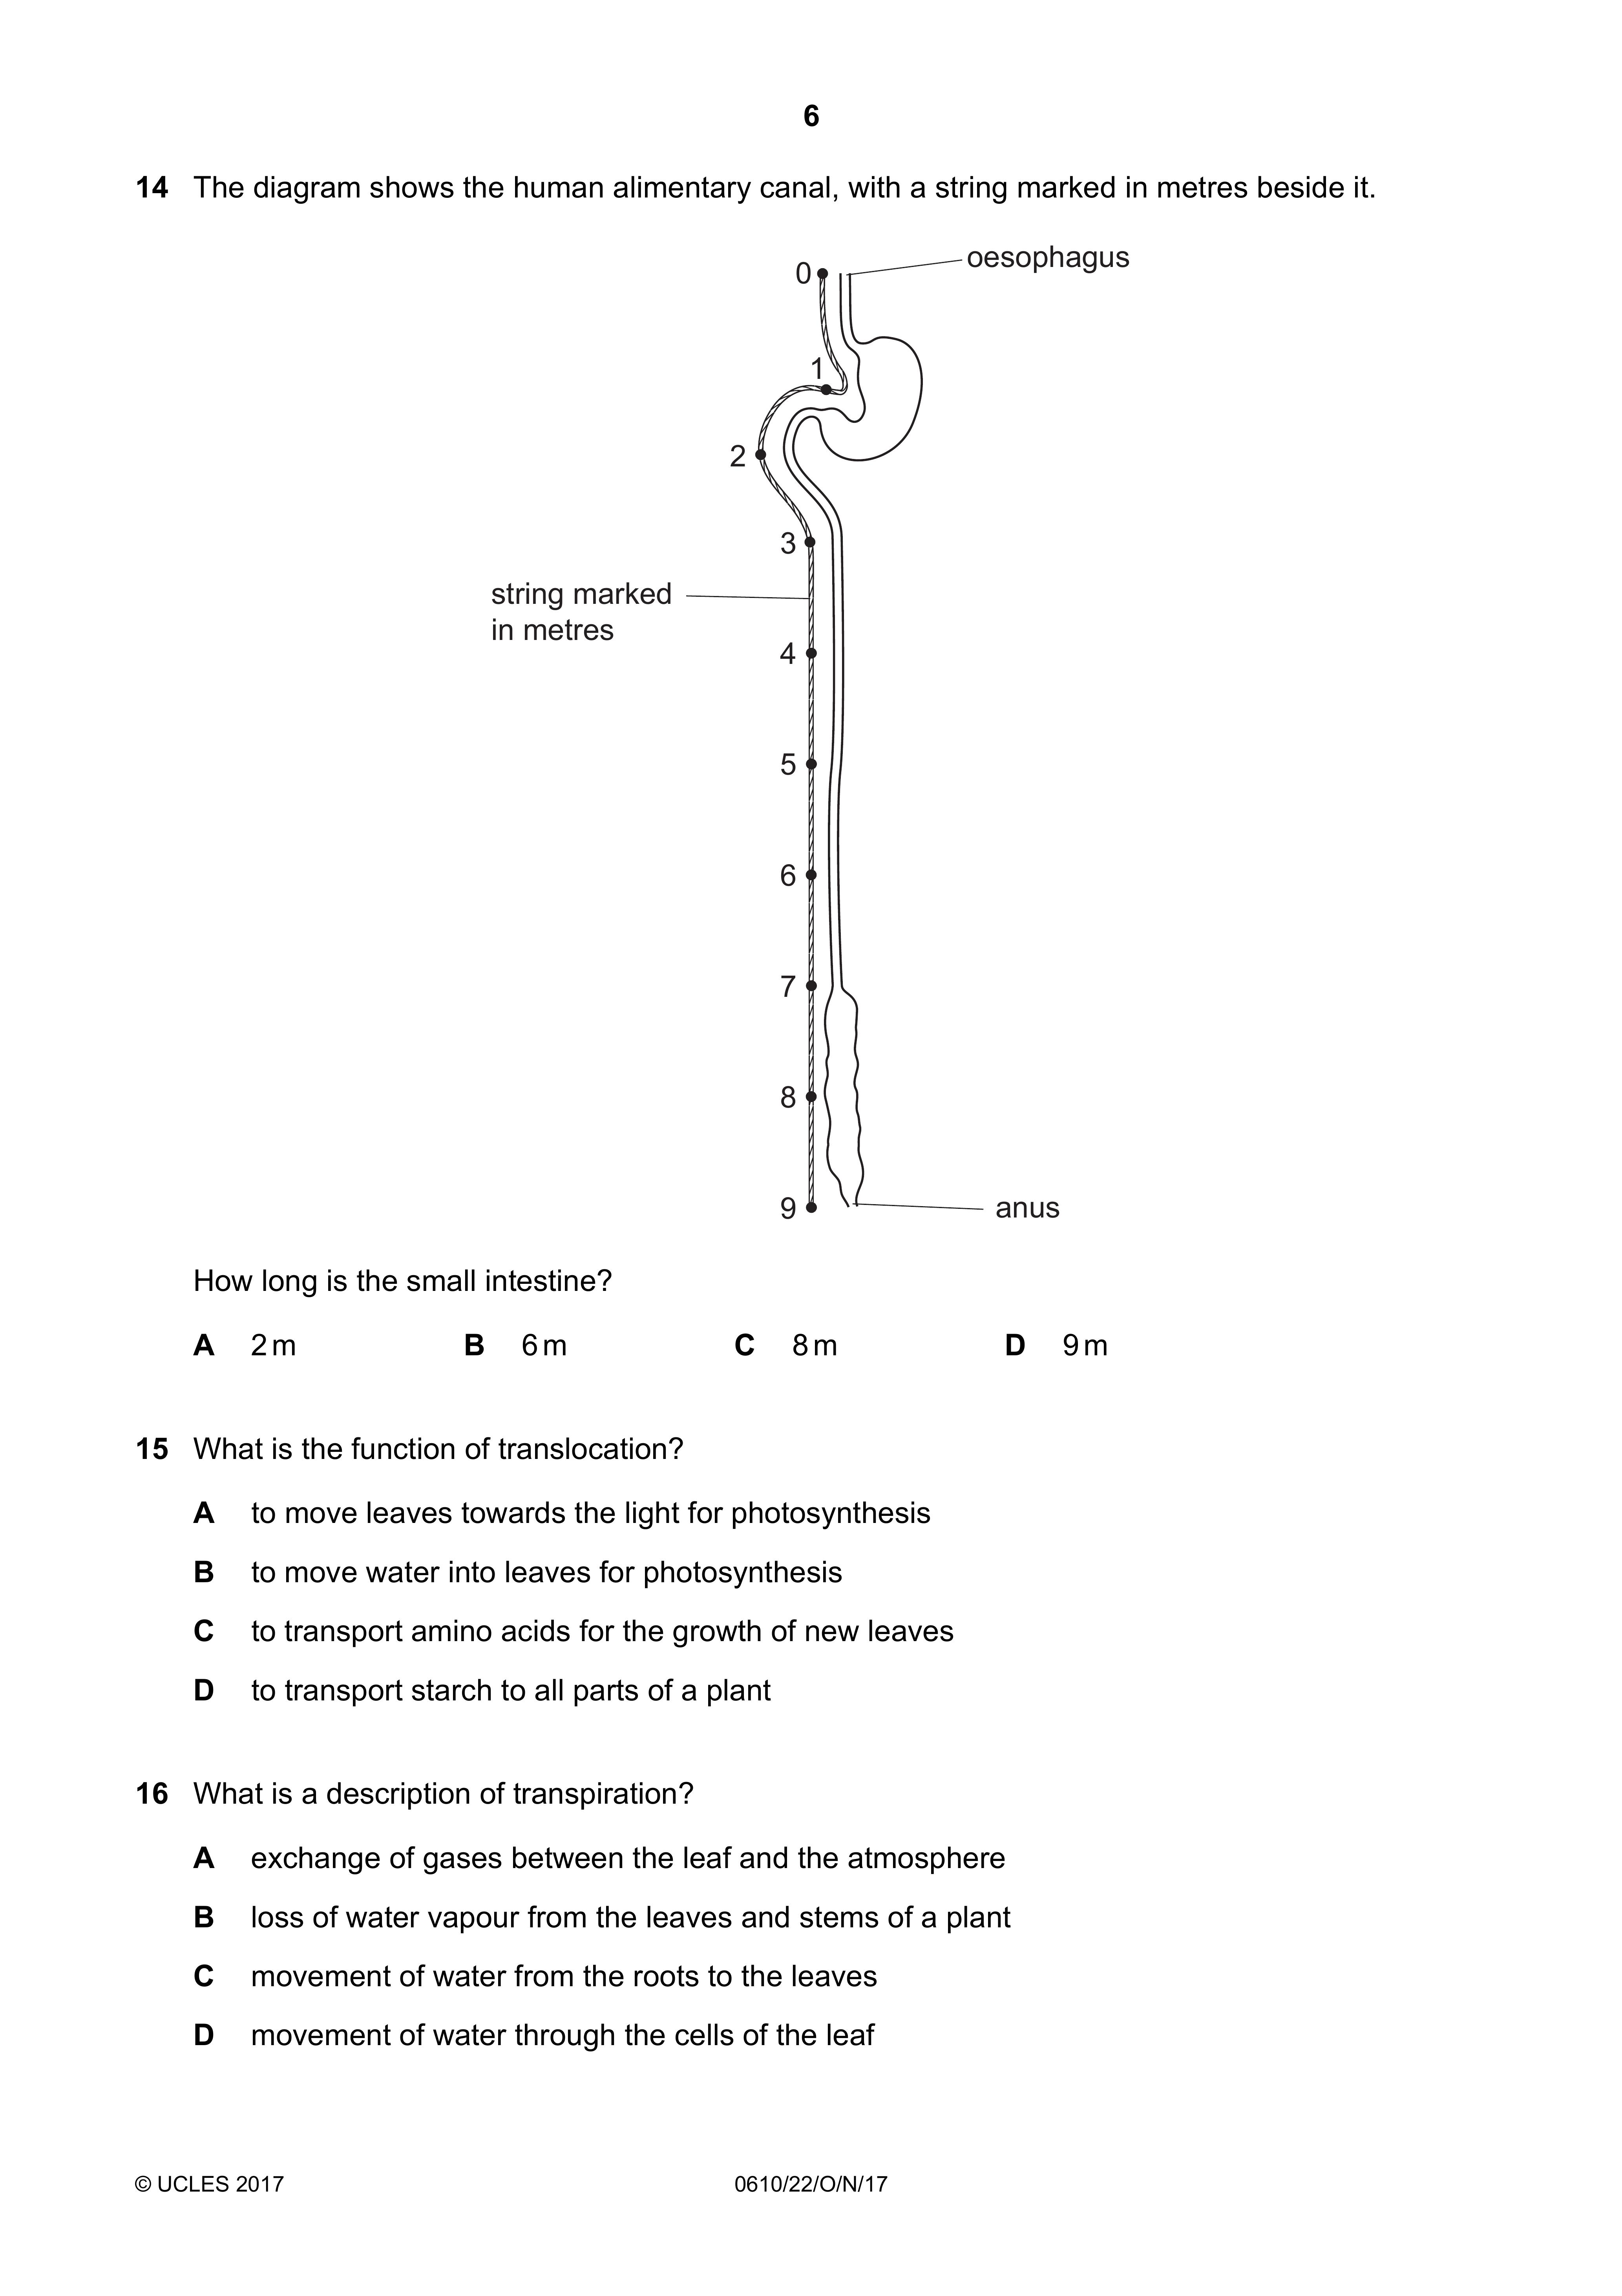 6
14 The diagram shows the human alimentary canal, with a string marked in metres beside it.
oesophagus
0
1
2
3
string marked
in metres
4
5
6
7
8
9
anus
How long is the small intestine?
A 2 m B 6 m C 8 m D 9 m
15 What is the function of translocation?
A to move leaves towards the light for photosynthesis
B to move water into leaves for photosynthesis
C to transport amino acids for the growth of new leaves
D to transport starch to all parts of a plant
16 What is a description of transpiration?
A exchange of gases between the leaf and the atmosphere
B loss of water vapour from the leaves and stems of a plant
C movement of water from the roots to the leaves
D movement of water through the cells of the leaf
© UCLES 2017 0610/22/O/N/17